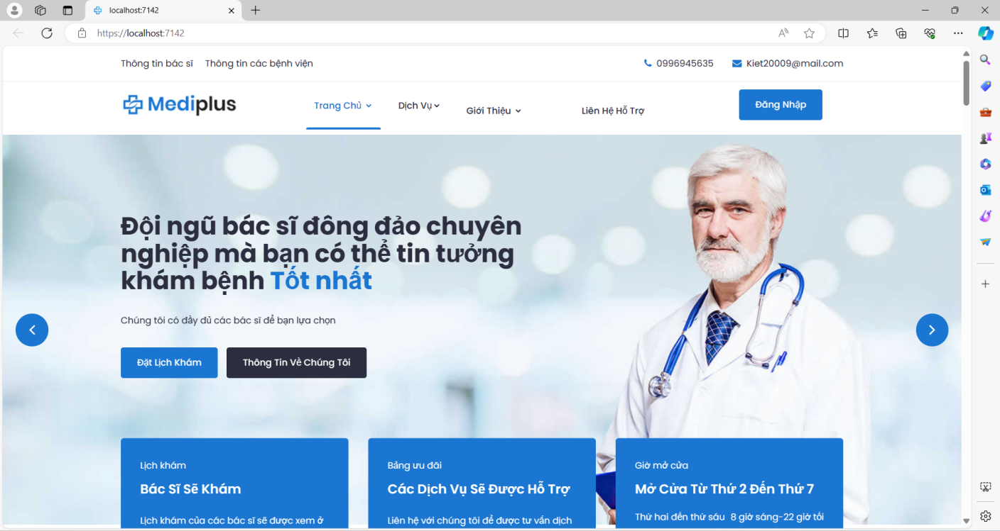 localhost:7142
https://localhost:7142
Thông tin bác sĩ Thông tin các bệnh viện 0996945635 Kiet20009@mail.com
Mediplus Trang Chủ Dịch Vụ Giới Thiệu Liên Hệ Hỗ Trợ Đăng Nhập
Đội ngũ bác sĩ đông đảo chuyên
nghiệp mà bạn có thể tin tưởng
khám bệnh Tốt nhất
Chúng tôi có đầy đủ các bác sĩ để bạn lựa chọn
Đặt Lịch Khám Thông Tin Về Chúng Tôi
Lịch khám
Bác Sĩ Sẽ Khám
Lịch khám của các bác sĩ sẽ được xem ở
Bảng ưu đãi
Các Dịch Vụ Sẽ Được Hỗ Trợ
Liên hệ với chúng tôi để được tư vấn dịch
Giờ mở cửa
Mở Cửa Từ Thứ 2 Đến Thứ 7
Thứ hai đến thứ sáu 8 giờ sáng-22 giờ tối